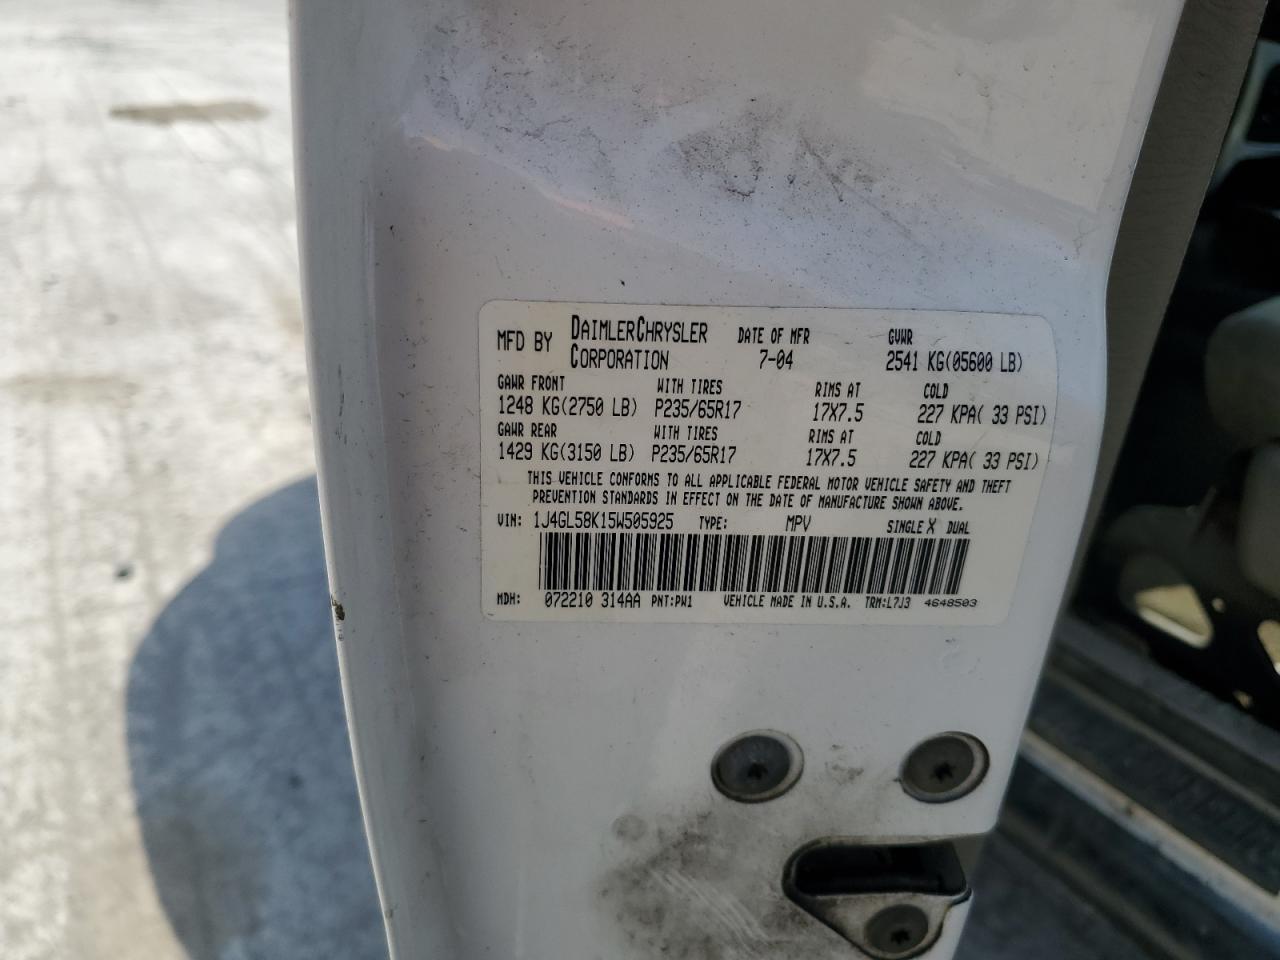 MFD BY DAIMLERCHRYSLER CORPORATION DATE OF MFR 7-04 GVWR 2541 KG(05600 LB)
GAWR FRONT WITH TIRES RIMS AT COLD
1248 KG(2750 LB) P235/65R17 17X7.5 227 KPA( 33 PSI)
GAWR REAR WITH TIRES RIMS AT COLD
1429 KG(3150 LB) P235/65R17 17X7.5 227 KPA( 33 PSI)
THIS VEHICLE CONFORMS TO ALL APPLICABLE FEDERAL MOTOR VEHICLE SAFETY AND THEFT
PREVENTION STANDARDS IN EFFECT ON THE DATE OF MANUFACTURE SHOWN ABOVE.
VIN: 1J4GL58K15W505925 TYPE: MPV SINGLE X DUAL
MDH: 072210 314AA PNT:PW1 VEHICLE MADE IN U.S.A. TRM:L7J3 4648503